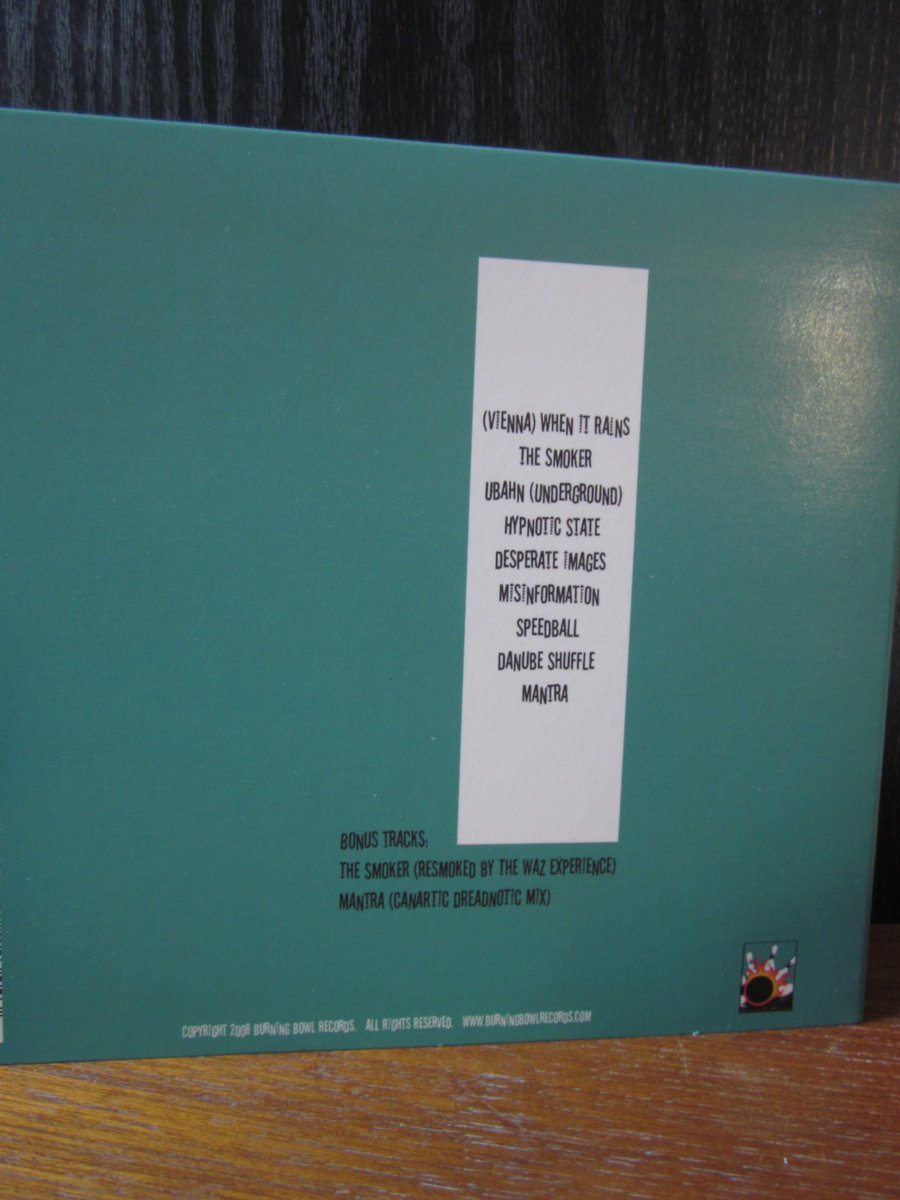 (VIENNA) WHEN IT RAINS
THE SMOKER
UBAHN (UNDERGROUND)
HYPNOTIC STATE
DESPERATE IMAGES
MISINFORMATION
SPEEDBALL
DANUBE SHUFFLE
MANTRA
BONUS TRACKS:
THE SMOKER (RESMOKED BY THE WAZ EXPERIENCE)
MANTRA (CANARTIC DREADNOTIC MIX)
COPYRIGHT 2008 BURNING BOWL RECORDS. ALL RIGHTS RESERVED. WWW.BURNINGBOWLRECORDS.COM